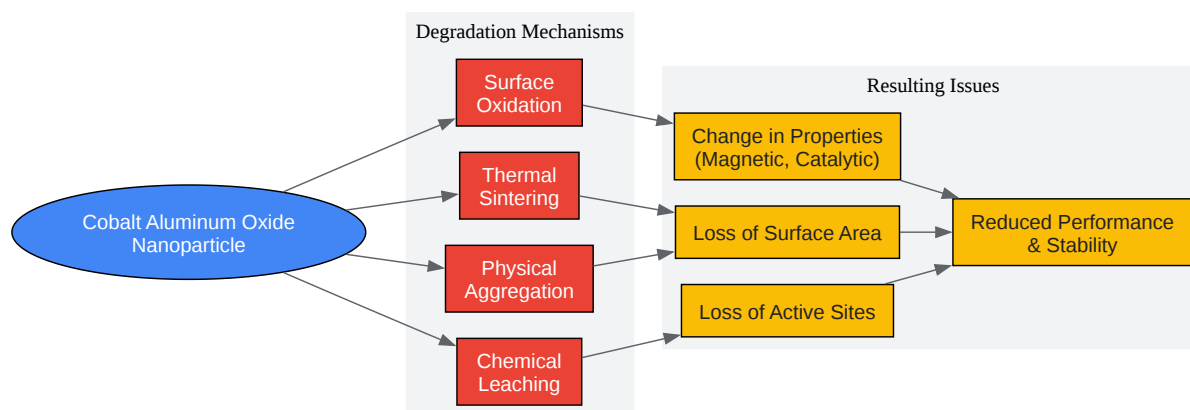 Degradation Mechanisms
Surface
Oxidation
Thermal
Sintering
Physical
Aggregation
Chemical
Leaching
Cobalt Aluminum Oxide
Nanoparticle
Resulting Issues
Change in Properties
(Magnetic, Catalytic)
Loss of Surface Area
Loss of Active Sites
Reduced Performance
& Stability